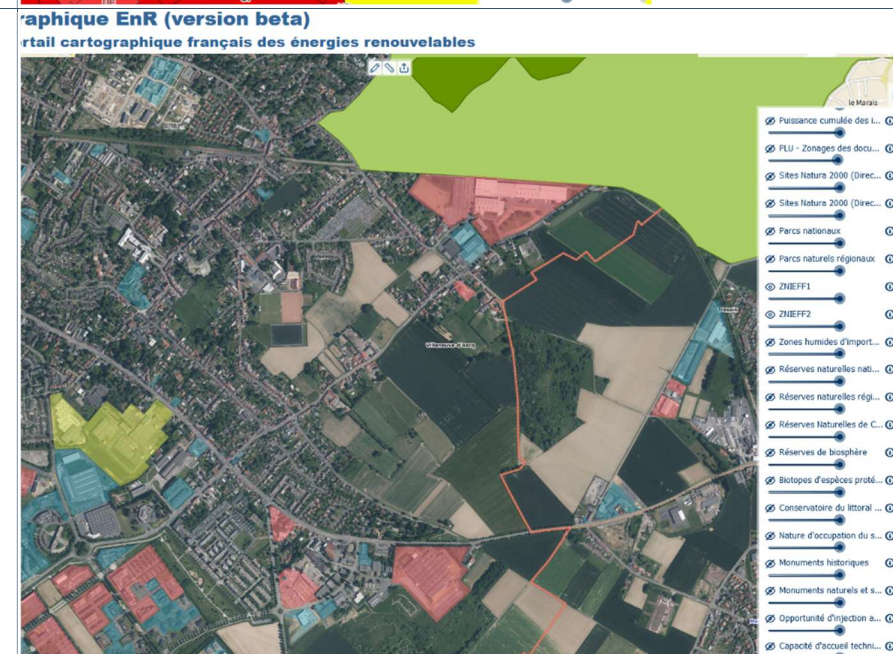 raphique EnR (version beta)
rtail cartographique français des énergies renouvelables
le Marais
Puissance cumulée des i...
PLU - Zonages des docu...
Sites Natura 2000 (Direc...
Sites Natura 2000 (Direc...
Parcs nationaux
Parcs naturels régionaux
ZNIEFF1
ZNIEFF2
Zones humides d'import...
Réserves naturelles nati...
Réserves naturelles régi...
Réserves Naturelles de C...
Réserves de biosphère
Biotopes d'espèces proté...
Conservatoire du littoral ...
Nature d'occupation du s...
Monuments historiques
Monuments naturels et s...
Opportunité d'injection a...
Capacité d'accueil techni...
Villeneuve-d'Ascq